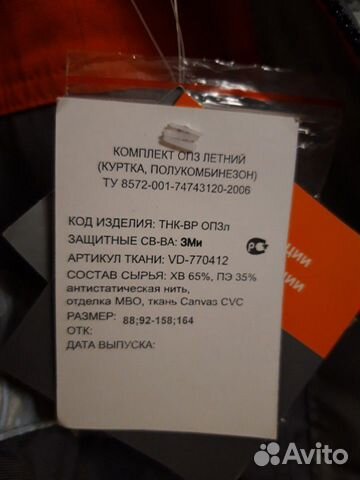 КОМПЛЕКТ ОПЗ ЛЕТНИЙ
(КУРТКА, ПОЛУКОМБИНЕЗОН)
ТУ 8572-001-74743120-2006
КОД ИЗДЕЛИЯ: ТНК-ВР ОПЗл
ЗАЩИТНЫЕ СВ-ВА: ЗМи
АРТИКУЛ ТКАНИ: VD-770412
СОСТАВ СЫРЬЯ: ХВ 65%, ПЭ 35%
антистатическая нить,
отделка МВО, ткань Canvas CVC
РАЗМЕР: 88;92-158;164
ОТК:
ДАТА ВЫПУСКА:
Avito